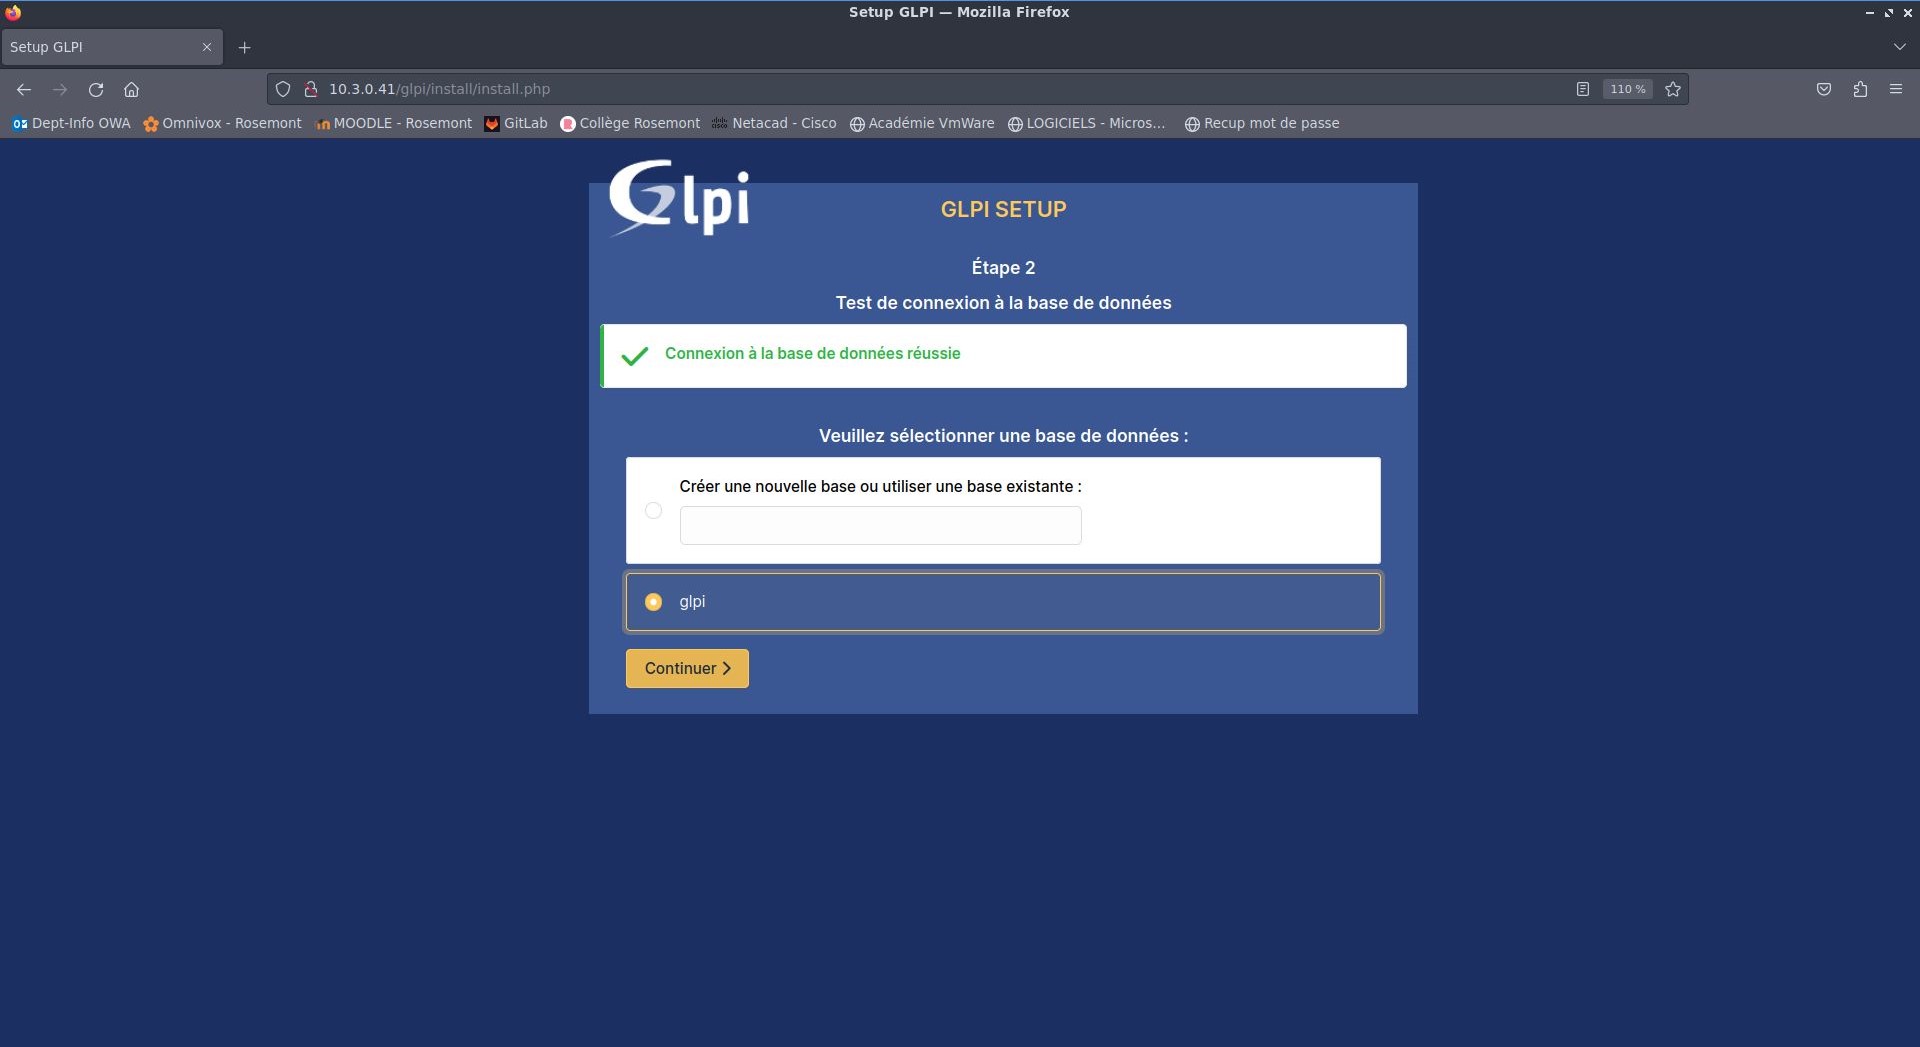 Setup GLPI — Mozilla Firefox
Setup GLPI
10.3.0.41/glpi/install/install.php
110 %
Dept-Info OWA
Omnivox - Rosemont
MOODLE - Rosemont
GitLab
Collège Rosemont
Netacad - Cisco
Académie VmWare
LOGICIELS - Micros…
Recup mot de passe
Glpi
GLPI SETUP
Étape 2
Test de connexion à la base de données
Connexion à la base de données réussie
Veuillez sélectionner une base de données :
Créer une nouvelle base ou utiliser une base existante :
glpi
Continuer